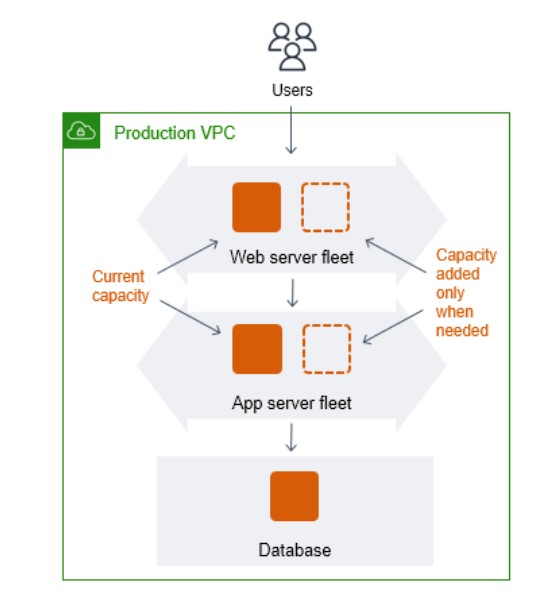 Users
Production VPC
Web server fleet
Current
capacity
Capacity
added
only
when
needed
App server fleet
Database